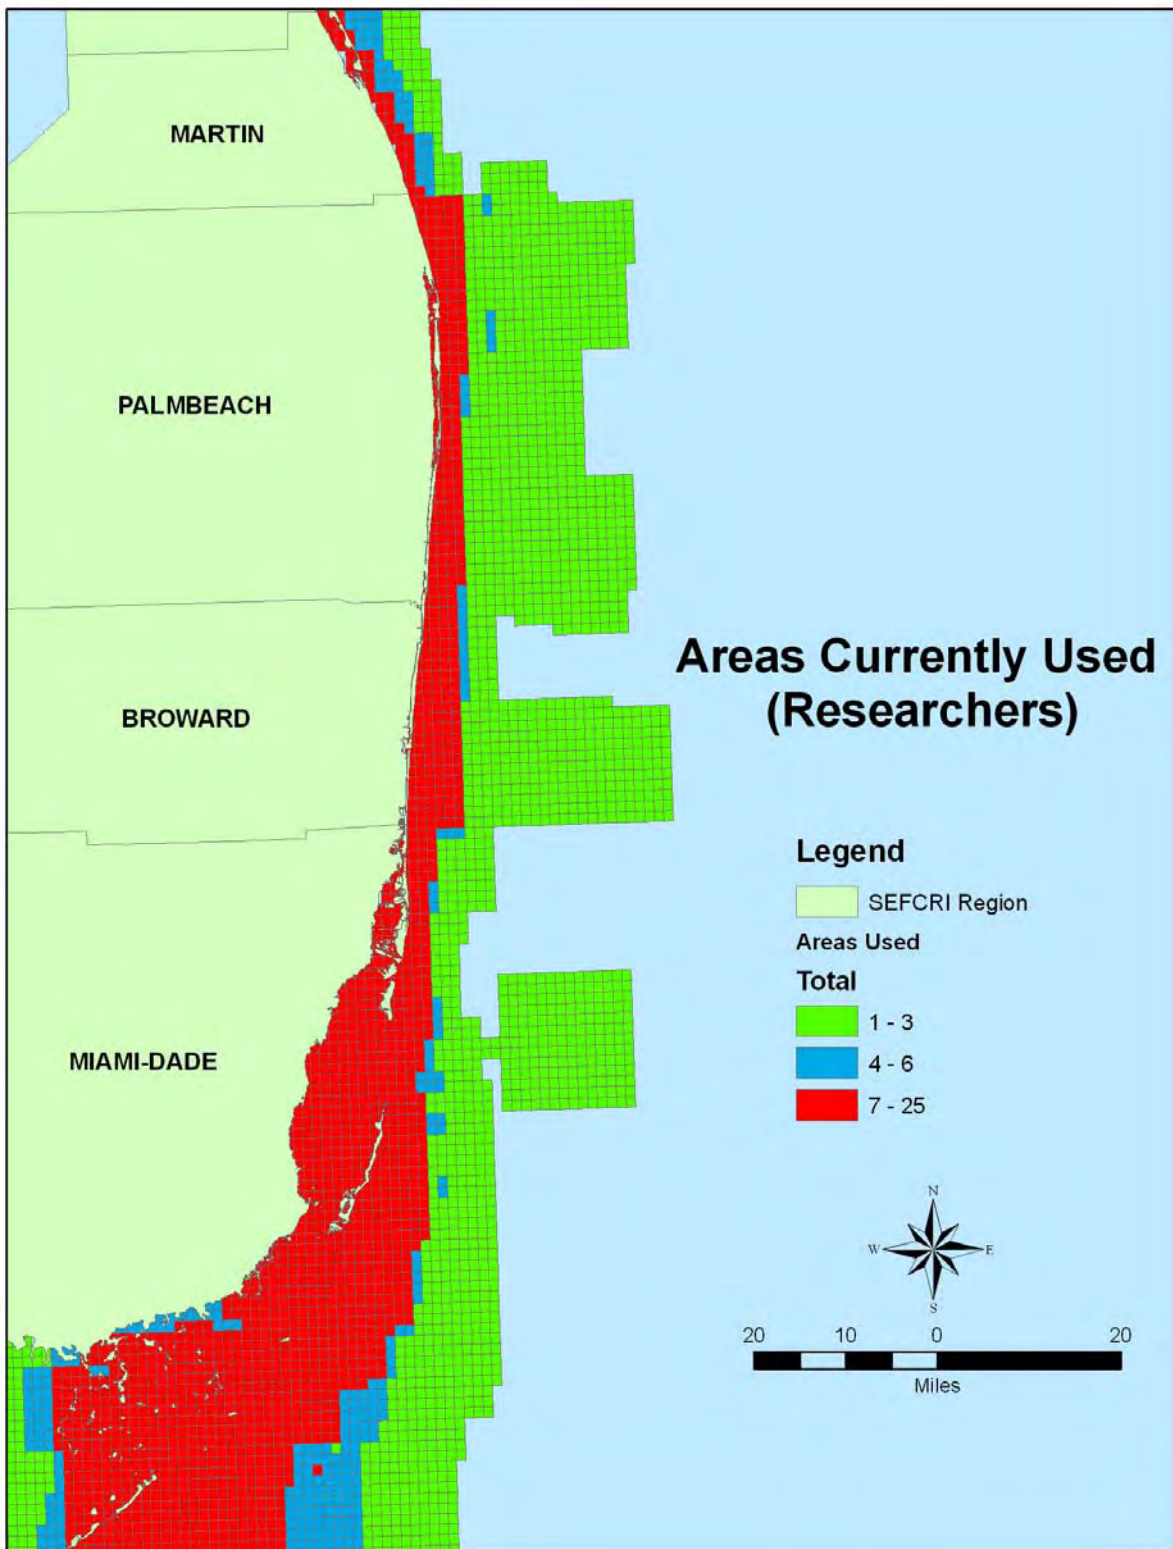 MARTIN
PALMBEACH
Areas Currently Used
(Researchers)
BROWARD
Legend
SEFCRI Region
Areas Used
Total
1 - 3
4 - 6
7 - 25
MIAMI-DADE
N
W E
S
20 10 0 20
Miles